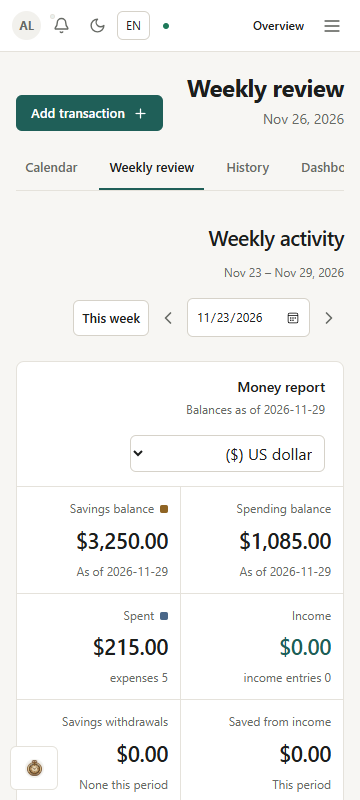 AL
EN
Overview
Weekly review
Nov 26, 2026
Add transaction +
Calendar
Weekly review
History
Dashbo
Weekly activity
Nov 23 – Nov 29, 2026
This week
11/23/2026
Money report
Balances as of 2026-11-29
($) US dollar
Savings balance
Spending balance
$3,250.00
$1,085.00
As of 2026-11-29
As of 2026-11-29
Spent
Income
$215.00
$0.00
expenses 5
income entries 0
Savings withdrawals
Saved from income
$0.00
$0.00
None this period
This period